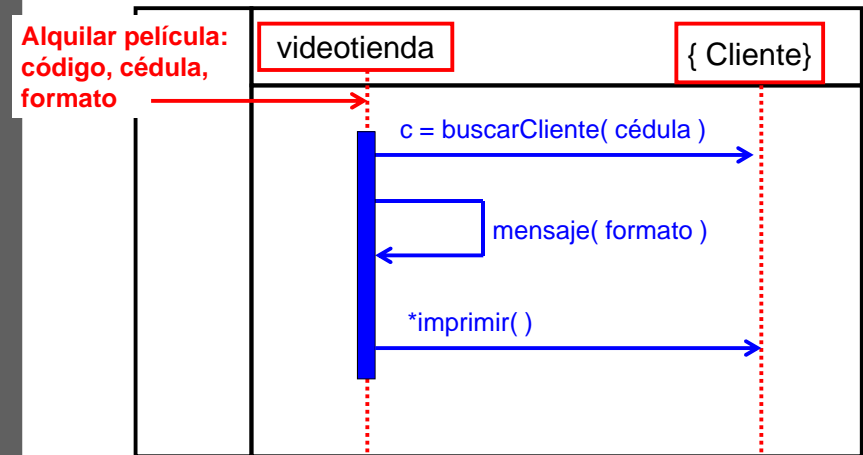 Alquilar película:
código, cédula,
formato
videotienda
{ Cliente}
c = buscarCliente( cédula )
mensaje( formato )
*imprimir( )